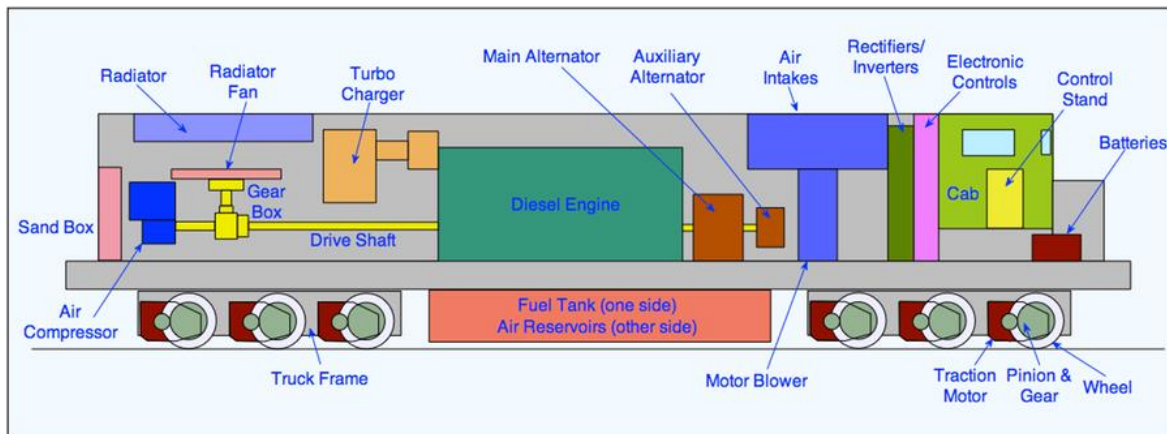 Radiator
Radiator
Fan
Turbo
Charger
Main Alternator
Auxiliary
Alternator
Air
Intakes
Rectifiers/
Inverters
Electronic
Controls
Control
Stand
Batteries
Sand Box
Gear
Box
Drive Shaft
Diesel Engine
Cab
Air
Compressor
Truck Frame
Fuel Tank (one side)
Air Reservoirs (other side)
Motor Blower
Traction
Motor
Pinion &
Gear
Wheel